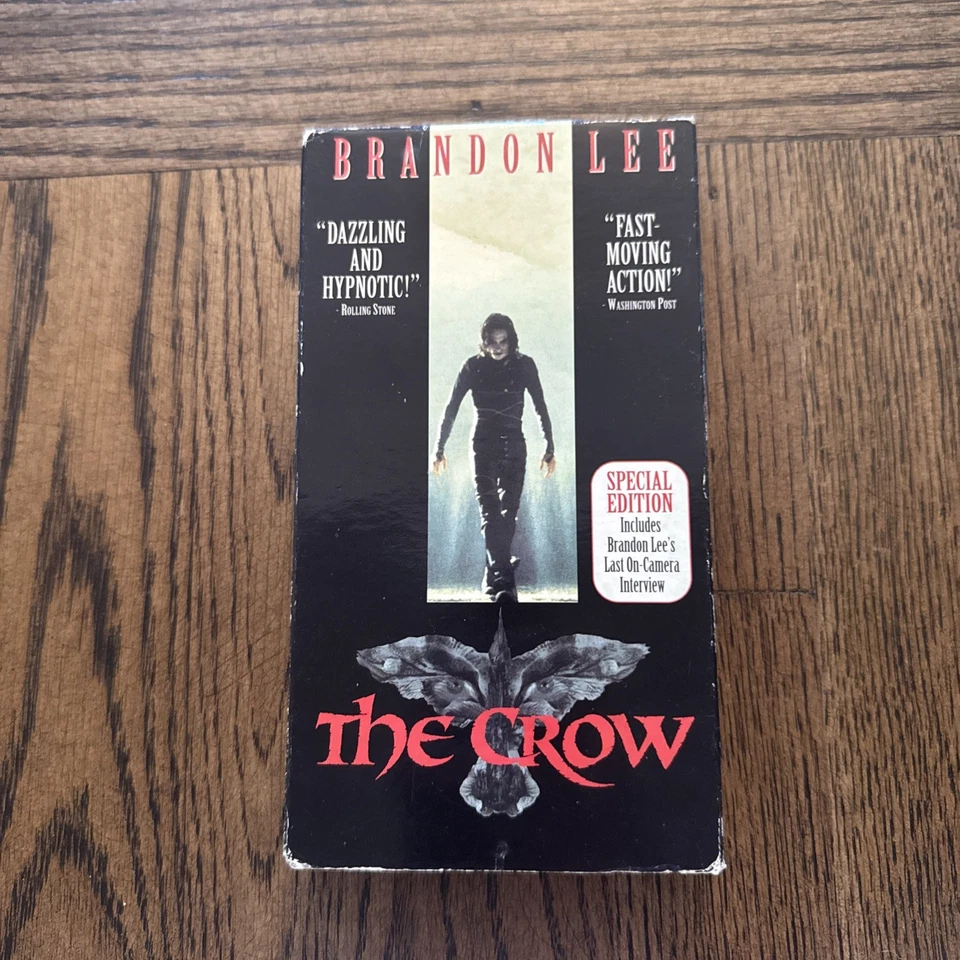 BRANDON LEE
“DAZZLING
AND
HYPNOTIC!”
- ROLLING STONE
“FAST-
MOVING
ACTION!”
- WASHINGTON POST
SPECIAL
EDITION
Includes
Brandon Lee's
Last On-Camera
Interview
The Crow